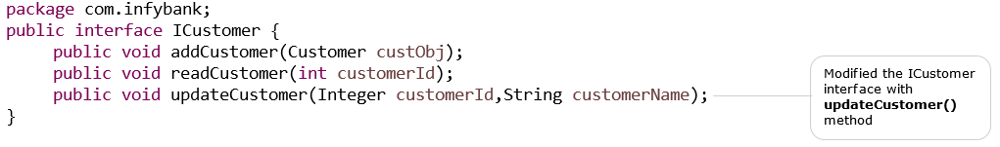 package com.infybank;
public interface ICustomer {
public void addCustomer(Customer custObj);
public void readCustomer(int customerId);
public void updateCustomer(Integer customerId,String customerName);
}
Modified the ICustomer
interface with
updateCustomer()
method